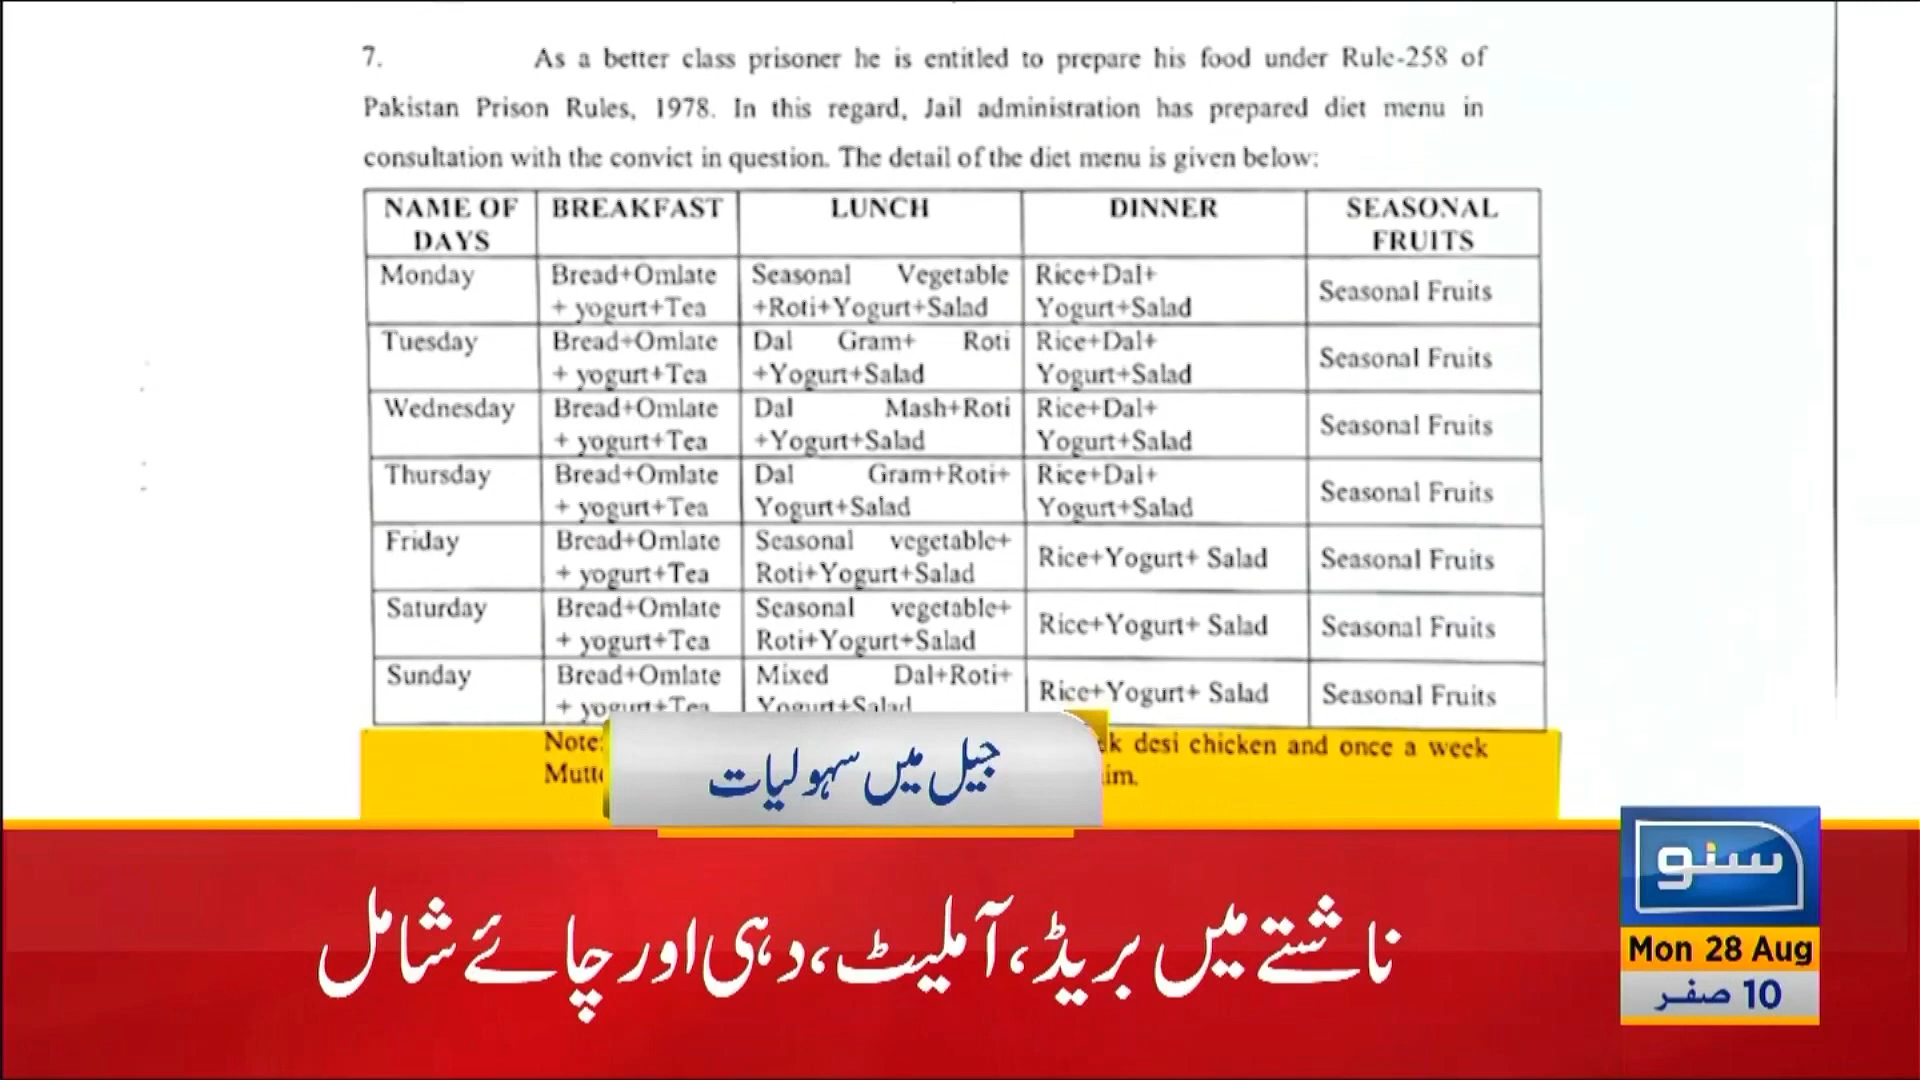 7. As a better class prisoner he is entitled to prepare his food under Rule-258 of
Pakistan Prison Rules, 1978. In this regard, Jail administration has prepared diet menu in
consultation with the convict in question. The detail of the diet menu is given below:
NAME OF DAYS BREAKFAST LUNCH DINNER SEASONAL FRUITS
Monday Bread+Omlate + yogurt+Tea Seasonal Vegetable +Roti+Yogurt+Salad Rice+Dal+ Yogurt+Salad Seasonal Fruits
Tuesday Bread+Omlate + yogurt+Tea Dal Gram+ Roti +Yogurt+Salad Rice+Dal+ Yogurt+Salad Seasonal Fruits
Wednesday Bread+Omlate + yogurt+Tea Dal Mash+Roti +Yogurt+Salad Rice+Dal+ Yogurt+Salad Seasonal Fruits
Thursday Bread+Omlate + yogurt+Tea Dal Gram+Roti+ Yogurt+Salad Rice+Dal+ Yogurt+Salad Seasonal Fruits
Friday Bread+Omlate + yogurt+Tea Seasonal vegetable+ Roti+Yogurt+Salad Rice+Yogurt+ Salad Seasonal Fruits
Saturday Bread+Omlate + yogurt+Tea Seasonal vegetable+ Roti+Yogurt+Salad Rice+Yogurt+ Salad Seasonal Fruits
Sunday Bread+Omlate + yogurt+Tea Mixed Dal+Roti+ Yogurt+Salad Rice+Yogurt+ Salad Seasonal Fruits
Note: desi chicken and once a week
جیل میں سہولیات
ناشتے میں بریڈ، آملیٹ، دہی اور چائے شامل
سنو
Mon 28 Aug
10 صفر